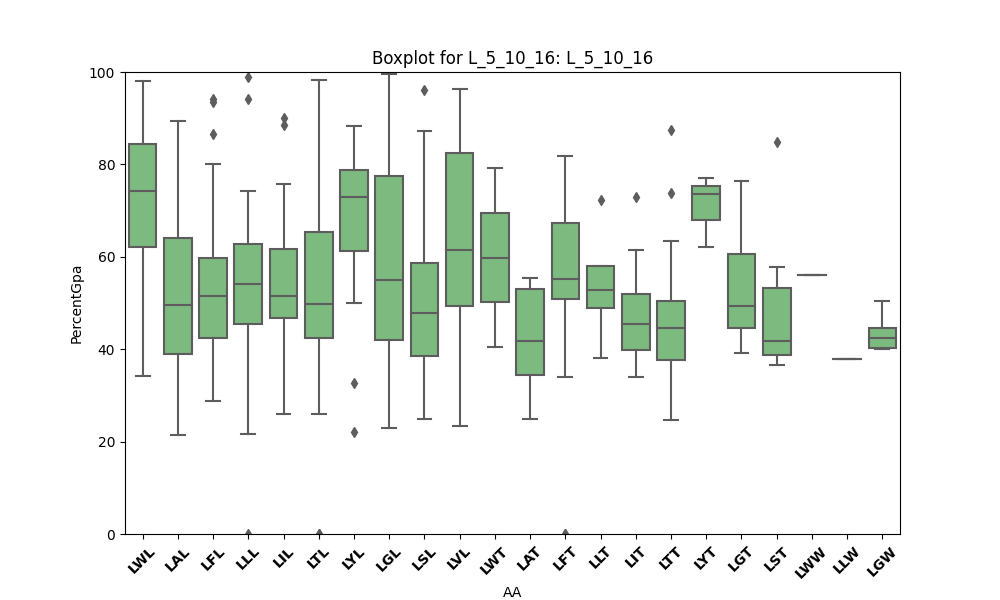 Boxplot for L_5_10_16: L_5_10_16
100
80
60
40
20
0
PercentGpa
LWL LAL LFL LLL LIL LTL LYL LGL LSL LVL LWT LAT LFT LLT LIT LTT LYT LGT LST LWW LLW LGW
AA